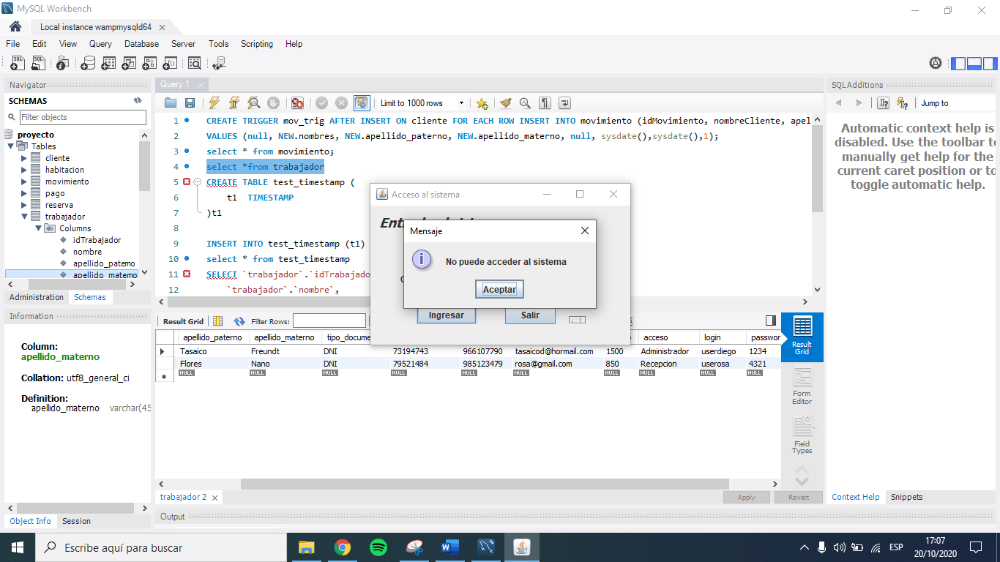 MySQL Workbench
Local instance wampmysqld64
File Edit View Query Database Server Tools Scripting Help
Navigator
SCHEMAS
Filter objects
proyecto
Tables
cliente
habitacion
movimiento
pago
reserva
trabajador
Columns
idTrabajador
nombre
apellido_paterno
apellido_materno
Administration Schemas
Information
Column:
apellido_materno
Collation: utf8_general_ci
Definition:
apellido_materno varchar(45
Object Info Session
Query 1
Limit to 1000 rows
1 CREATE TRIGGER mov_trig AFTER INSERT ON cliente FOR EACH ROW INSERT INTO movimiento (idMovimiento, nombreCliente, apel
2 VALUES (null, NEW.nombres, NEW.apellido_paterno, NEW.apellido_materno, null, sysdate(),sysdate(),1);
3 select * from movimiento;
4 select *from trabajador
5 CREATE TABLE test_timestamp (
6 t1 TIMESTAMP
7 )t1
8
9 INSERT INTO test_timestamp (t1)
10 select * from test_timestamp
11 SELECT `trabajador`.`idTrabajado
12 `trabajador`.`nombre`,
Acceso al sistema
Mensaje
No puede acceder al sistema
Aceptar
Ingresar Salir
Result Grid Filter Rows:
apellido_paterno apellido_materno tipo_docume acceso login passwor
Tasaico Freundt DNI 73194743 966107790 tasaicod@hormail.com 1500 Administrador userdiego 1234
Flores Nano DNI 79521484 985123479 rosa@gmail.com 850 Recepcion userosa 4321
NULL NULL NULL NULL NULL NULL NULL NULL NULL NULL
Result Grid
Form Editor
Field Types
trabajador 2
Apply Revert
Output
SQLAdditions
Jump to
Automatic context help is
disabled. Use the toolbar to
manually get help for the
current caret position or to
toggle automatic help.
Context Help Snippets
Escribe aquí para buscar
ESP
17:07
20/10/2020